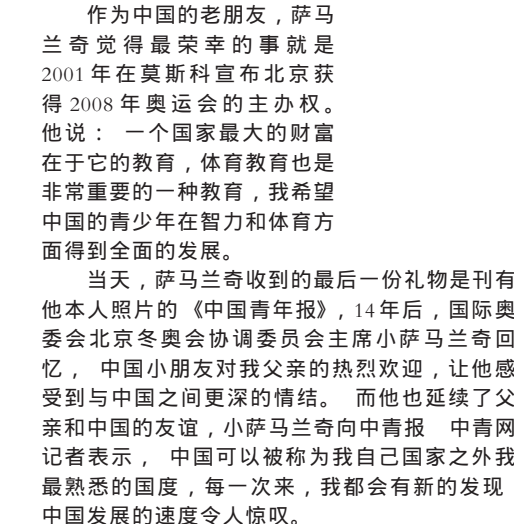 作为中国的老朋友，萨马
兰奇觉得最荣幸的事就是
2001 年在莫斯科宣布北京获
得 2008 年奥运会的主办权。
他说： 一个国家最大的财富
在于它的教育，体育教育也是
非常重要的一种教育，我希望
中国的青少年在智力和体育方
面得到全面的发展。
当天，萨马兰奇收到的最后一份礼物是刊有
他本人照片的《中国青年报》，14 年后，国际奥
委会北京冬奥会协调委员会主席小萨马兰奇回
忆， 中国小朋友对我父亲的热烈欢迎，让他感
受到与中国之间更深的情结。 而他也延续了父
亲和中国的友谊，小萨马兰奇向中青报 中青网
记者表示， 中国可以被称为我自己国家之外我
最熟悉的国度，每一次来，我都会有新的发现
中国发展的速度令人惊叹。